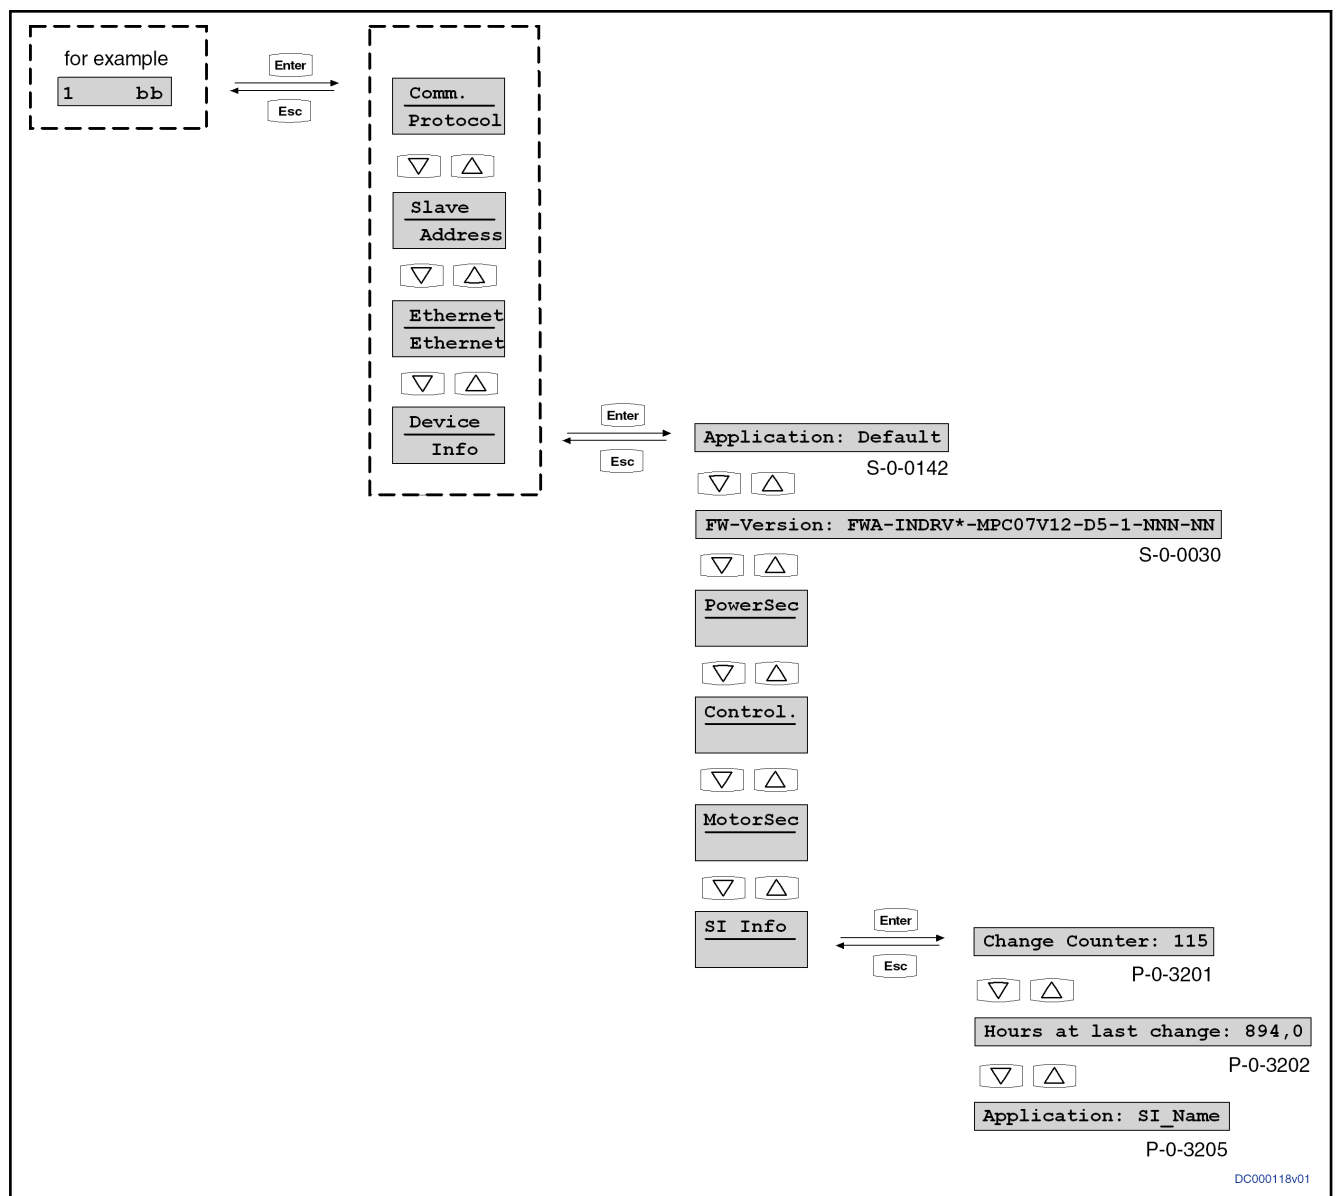 for example
1 bb
Enter
Esc
Comm.
Protocol
Slave
Address
Ethernet
Ethernet
Device
Info
Enter
Esc
Application: Default
S-0-0142
FW-Version: FWA-INDRV*-MPC07V12-D5-1-NNN-NN
S-0-0030
PowerSec
Control.
MotorSec
SI Info
Enter
Esc
Change Counter: 115
P-0-3201
Hours at last change: 894,0
P-0-3202
Application: SI_Name
P-0-3205
DC000118v01